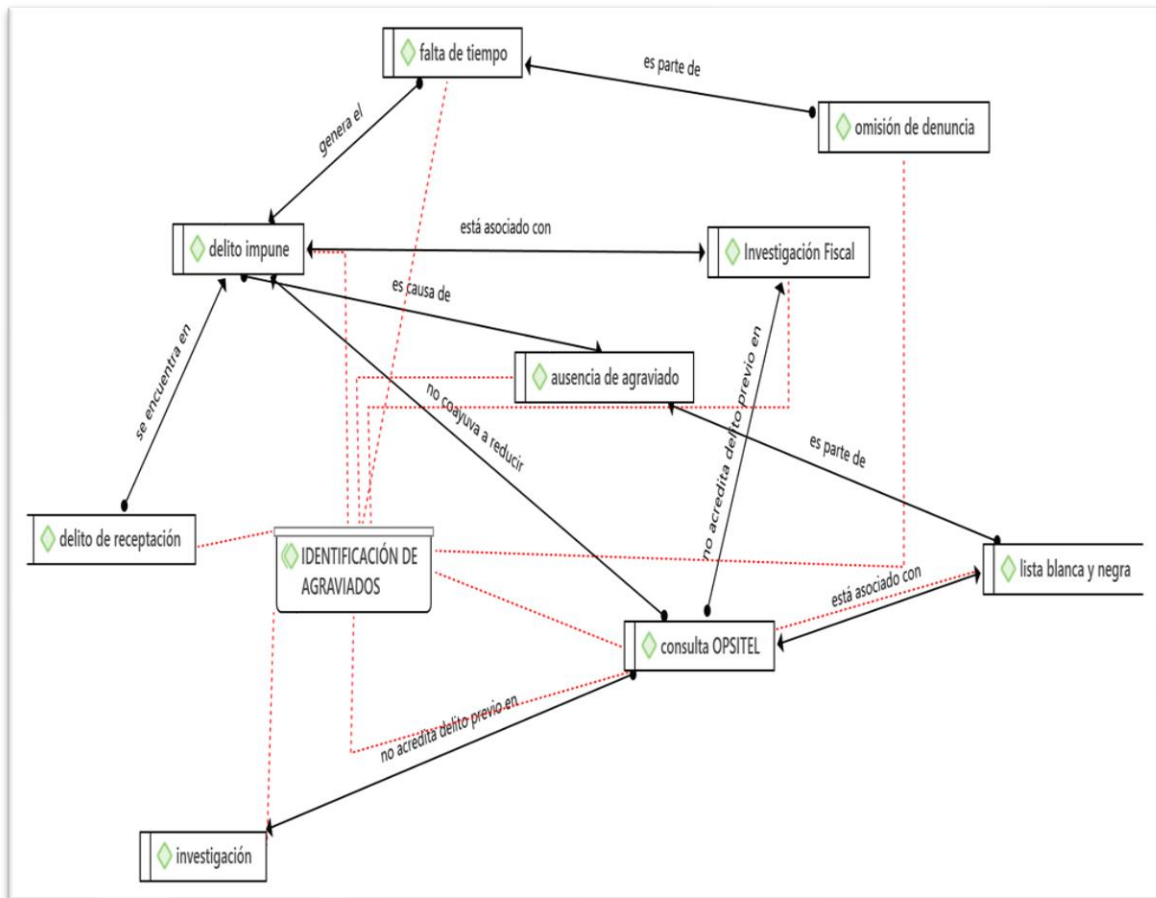 falta de tiempo
es parte de
omisión de denuncia
genera el
delito impune
está asociado con
Investigación Fiscal
es causa de
ausencia de agraviado
se encuentra en
no coayuva a reducir
no acredita delito previo en
es parte de
delito de receptación
IDENTIFICACIÓN DE
AGRAVIADOS
lista blanca y negra
está asociado con
consulta OPSITEL
no acredita delito previo en
investigación